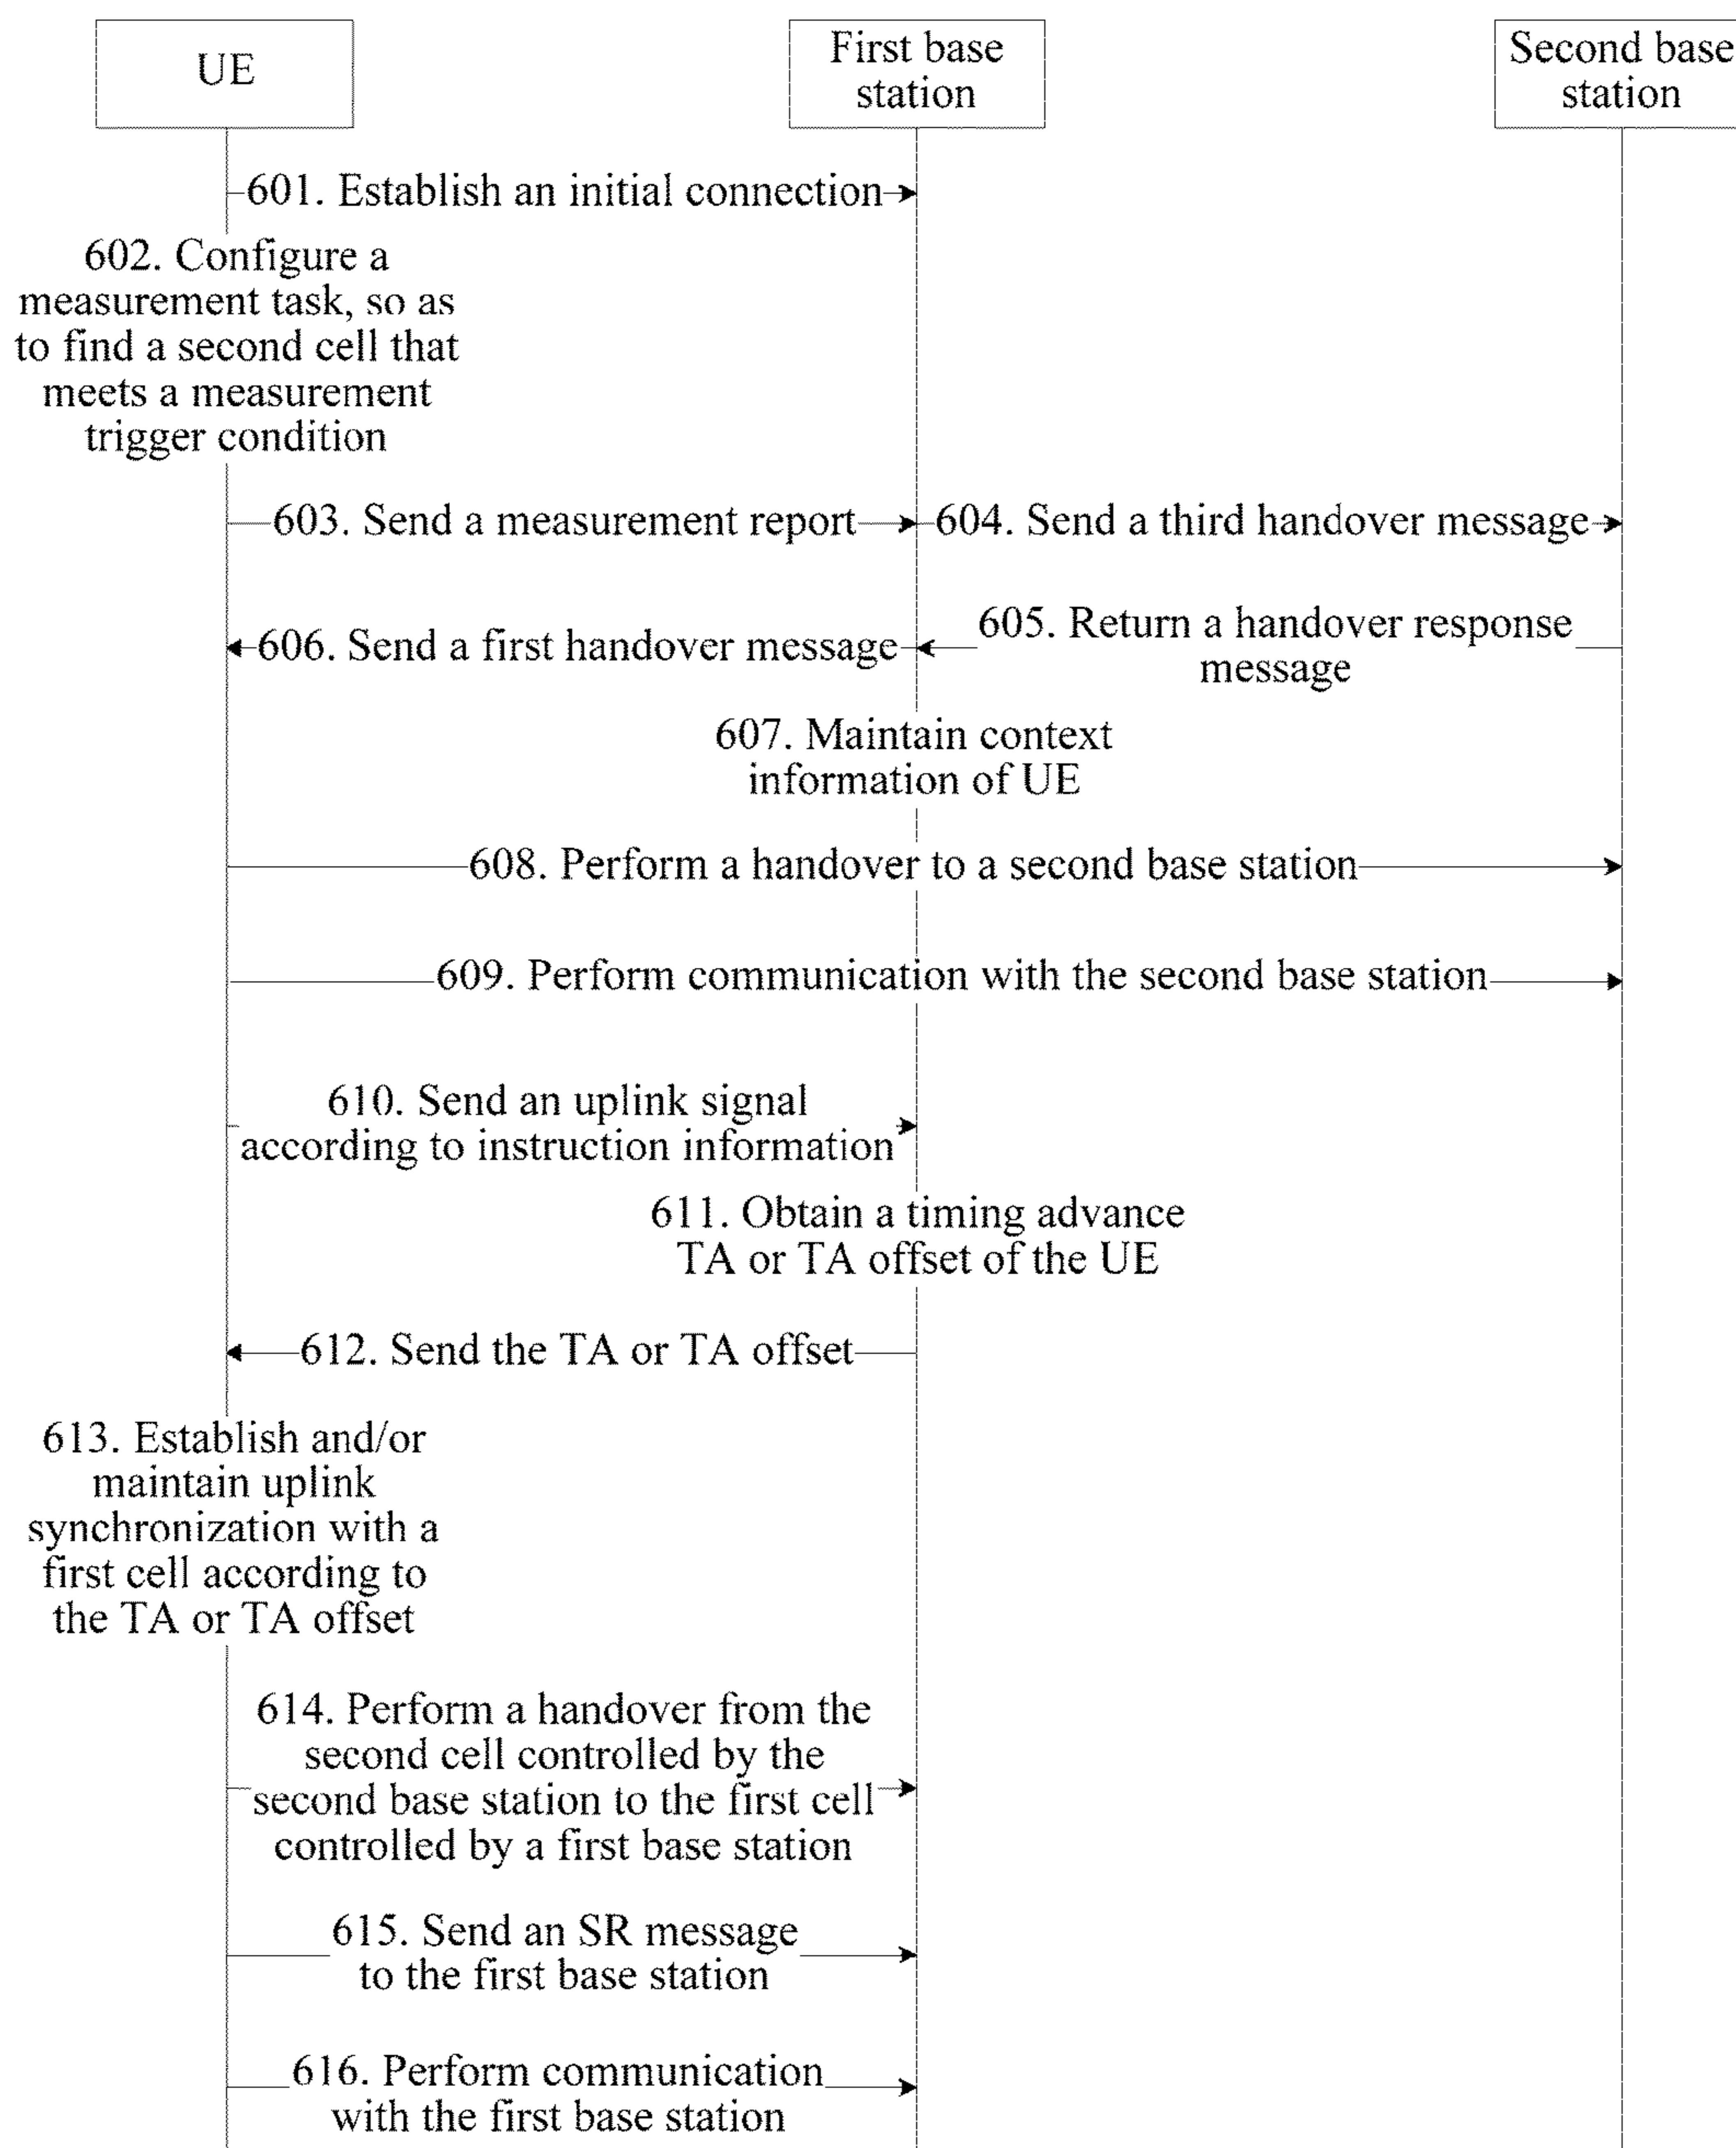 UE
First base
station
Second base
station
601. Establish an initial connection
602. Configure a
measurement task, so as
to find a second cell that
meets a measurement
trigger condition
603. Send a measurement report
604. Send a third handover message
605. Return a handover response
message
606. Send a first handover message
607. Maintain context
information of UE
608. Perform a handover to a second base station
609. Perform communication with the second base station
610. Send an uplink signal
according to instruction information
611. Obtain a timing advance
TA or TA offset of the UE
612. Send the TA or TA offset
613. Establish and/or
maintain uplink
synchronization with a
first cell according to
the TA or TA offset
614. Perform a handover from the
second cell controlled by the
second base station to the first cell
controlled by a first base station
615. Send an SR message
to the first base station
616. Perform communication
with the first base station